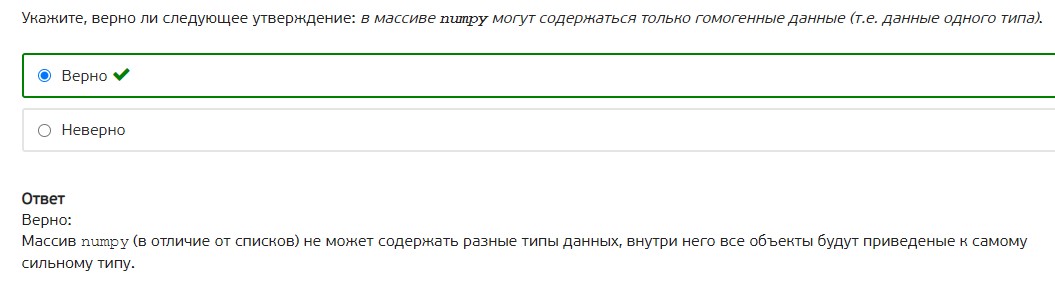 Укажите, верно ли следующее утверждение: в массиве numpy могут содержаться только гомогенные данные (т.е. данные одного типа).
Верно
Неверно
Ответ
Верно:
Массив numpy (в отличие от списков) не может содержать разные типы данных, внутри него все объекты будут приведеные к самому
сильному типу.